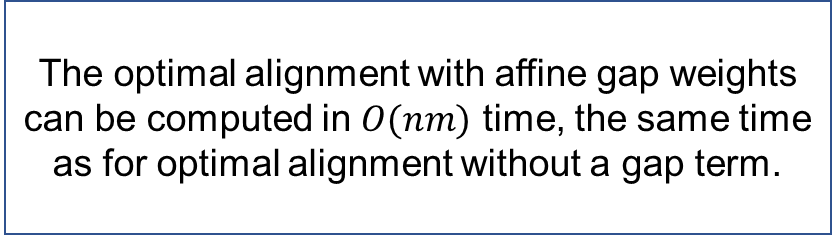 The optimal alignment with affine gap weights
can be computed in O(nm) time, the same time
as for optimal alignment without a gap term.